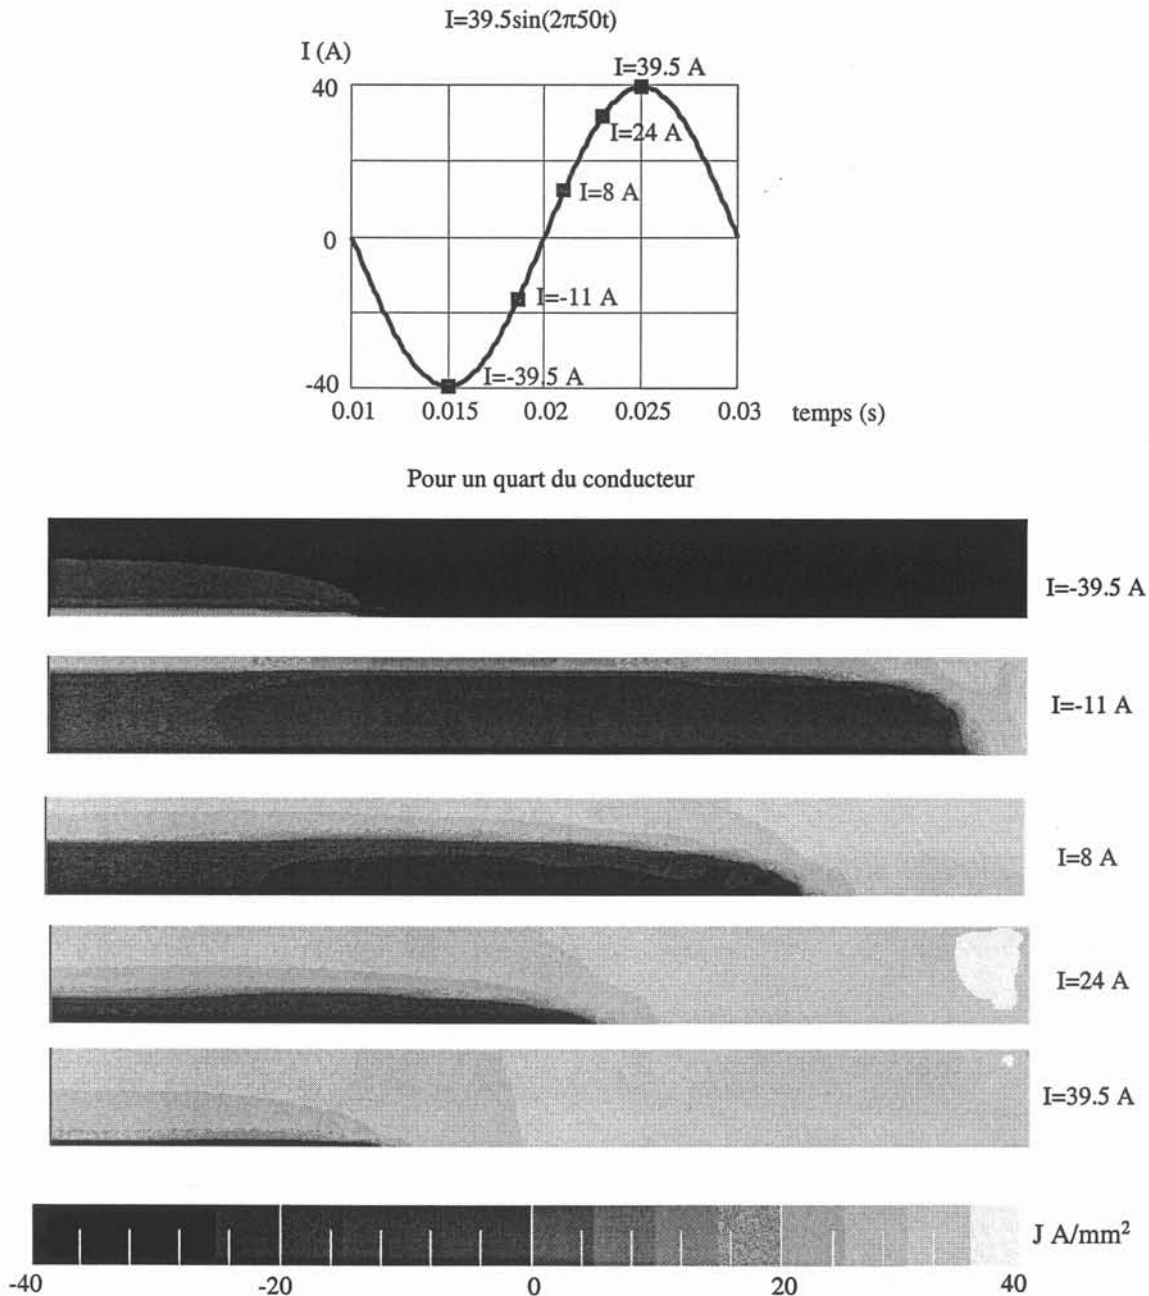 I=39.5sin(2π50t)
I (A)
I=39.5 A
40
I=24 A
I=8 A
0
I=-11 A
I=-39.5 A
-40
0.01 0.015 0.02 0.025 0.03 temps (s)
Pour un quart du conducteur
I=-39.5 A
I=-11 A
I=8 A
I=24 A
I=39.5 A
J A/mm²
-40 -20 0 20 40